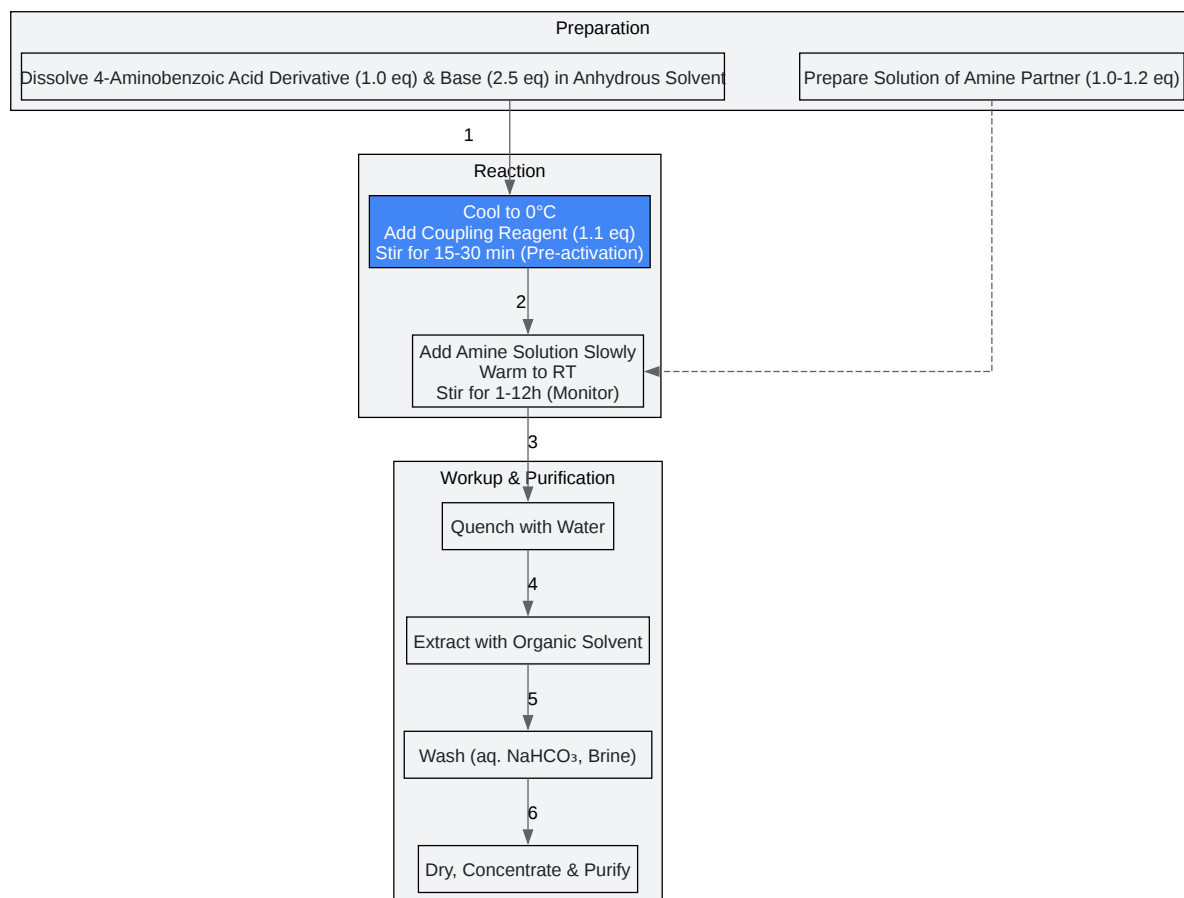 Preparation
Dissolve 4-Aminobenzoic Acid Derivative (1.0 eq) & Base (2.5 eq) in Anhydrous Solvent
Prepare Solution of Amine Partner (1.0-1.2 eq)
1
Reaction
Cool to 0°C
Add Coupling Reagent (1.1 eq)
Stir for 15-30 min (Pre-activation)
2
Add Amine Solution Slowly
Warm to RT
Stir for 1-12h (Monitor)
3
Workup & Purification
Quench with Water
4
Extract with Organic Solvent
5
Wash (aq. NaHCO₃, Brine)
6
Dry, Concentrate & Purify